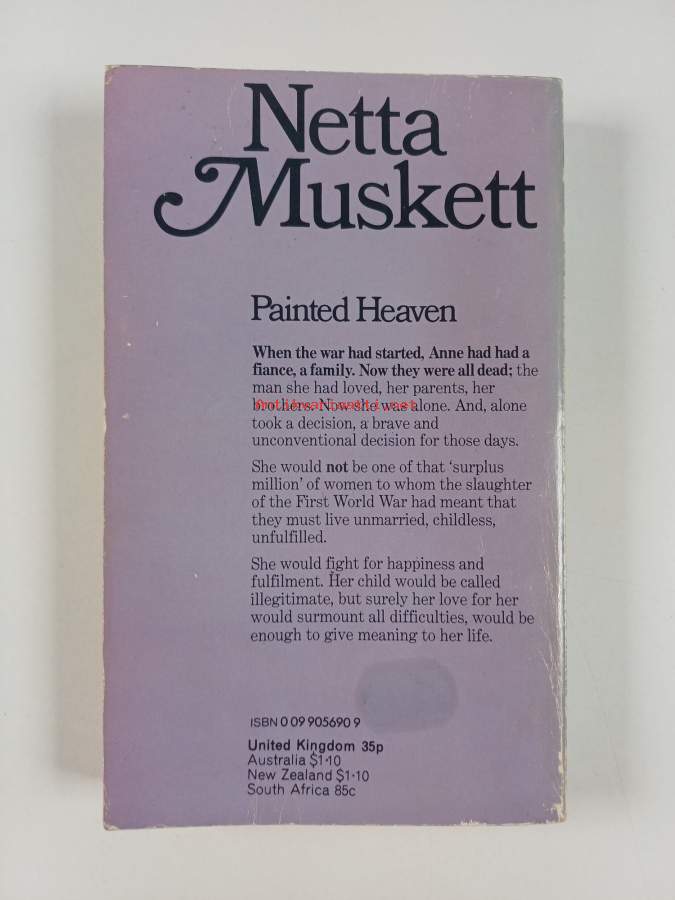 Netta
Muskett
Painted Heaven
When the war had started, Anne had had a
fiance, a family. Now they were all dead; the
man she had loved, her parents, her
brothers. Now she was alone. And, alone
Antikvariaatti.net
took a decision, a brave and
unconventional decision for those days.
She would not be one of that ‘surplus
million’ of women to whom the slaughter
of the First World War had meant that
they must live unmarried, childless,
unfulfilled.
She would fight for happiness and
fulfilment. Her child would be called
illegitimate, but surely her love for her
would surmount all difficulties, would be
enough to give meaning to her life.
ISBN 0 09 905690 9
United Kingdom 35p
Australia $1·10
New Zealand $1·10
South Africa 85c